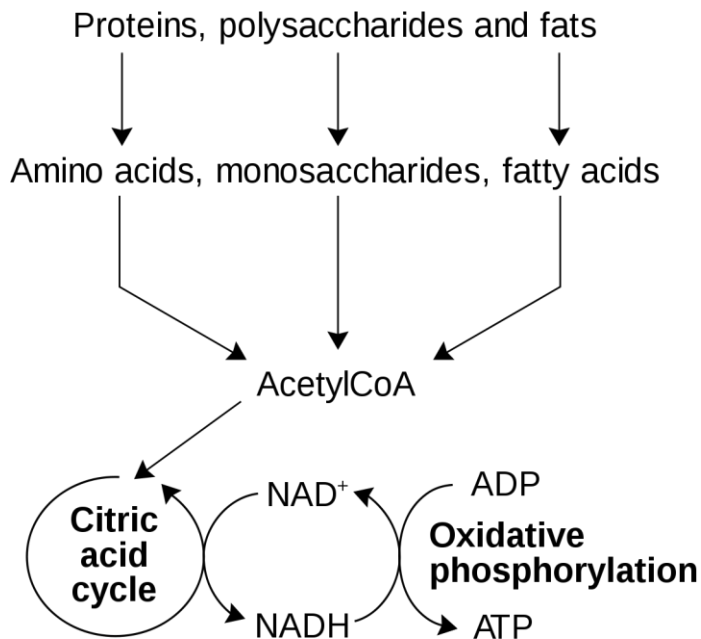 Proteins, polysaccharides and fats
Amino acids, monosaccharides, fatty acids
AcetylCoA
Citric
acid
cycle
NAD⁺
NADH
ADP
Oxidative
phosphorylation
ATP